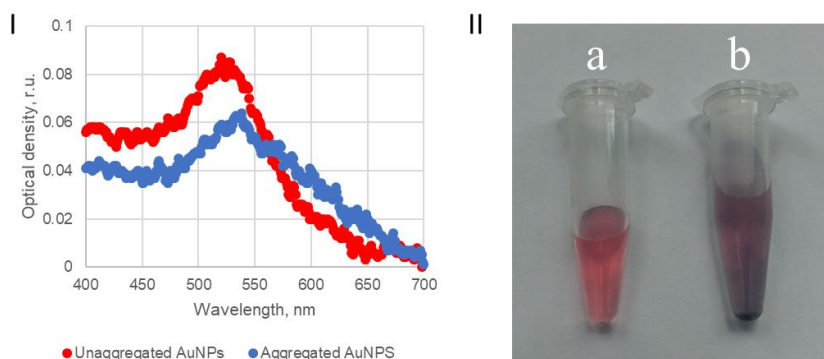 I
0.1
0.08
0.06
0.04
0.02
0
Optical density, r.u.
400 450 500 550 600 650 700
Wavelength, nm
Unaggregated AuNPs Aggregated AuNPS
II
a b